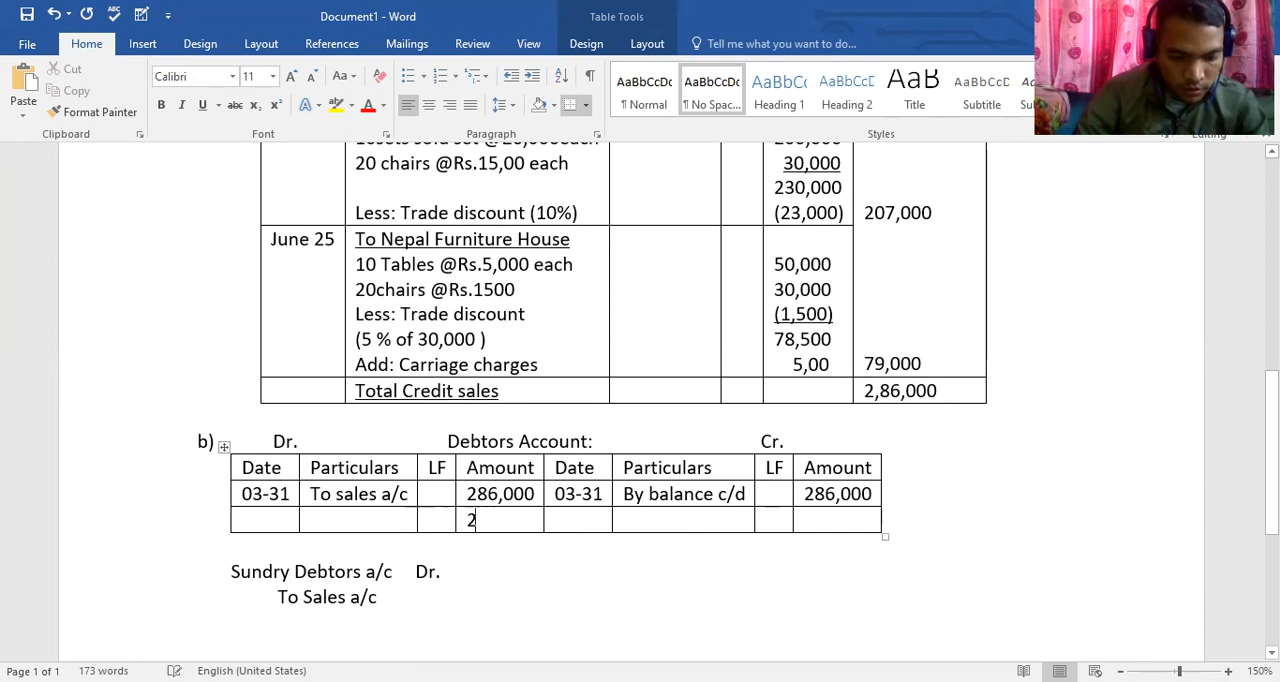 Document1 - Word
Table Tools
File Home Insert Design Layout References Mailings Review View Design Layout Tell me what you want to do...
Cut
Copy
Paste
Format Painter
Clipboard
Calibri 11
Font
Paragraph
AaBbCcDc AaBbCcDc AaBbCc AaBbCcE AaB AaBbCcD
¶ Normal ¶ No Spac... Heading 1 Heading 2 Title Subtitle
Styles
20 chairs @Rs.15,00 each 30,000
230,000
Less: Trade discount (10%) (23,000) 207,000
June 25 To Nepal Furniture House
10 Tables @Rs.5,000 each 50,000
20chairs @Rs.1500 30,000
Less: Trade discount (1,500)
(5 % of 30,000 ) 78,500
Add: Carriage charges 5,00 79,000
Total Credit sales 2,86,000
b) Dr. Debtors Account: Cr.
Date Particulars LF Amount Date Particulars LF Amount
03-31 To sales a/c 286,000 03-31 By balance c/d 286,000
2
Sundry Debtors a/c Dr.
To Sales a/c
Page 1 of 1 173 words English (United States) 150%